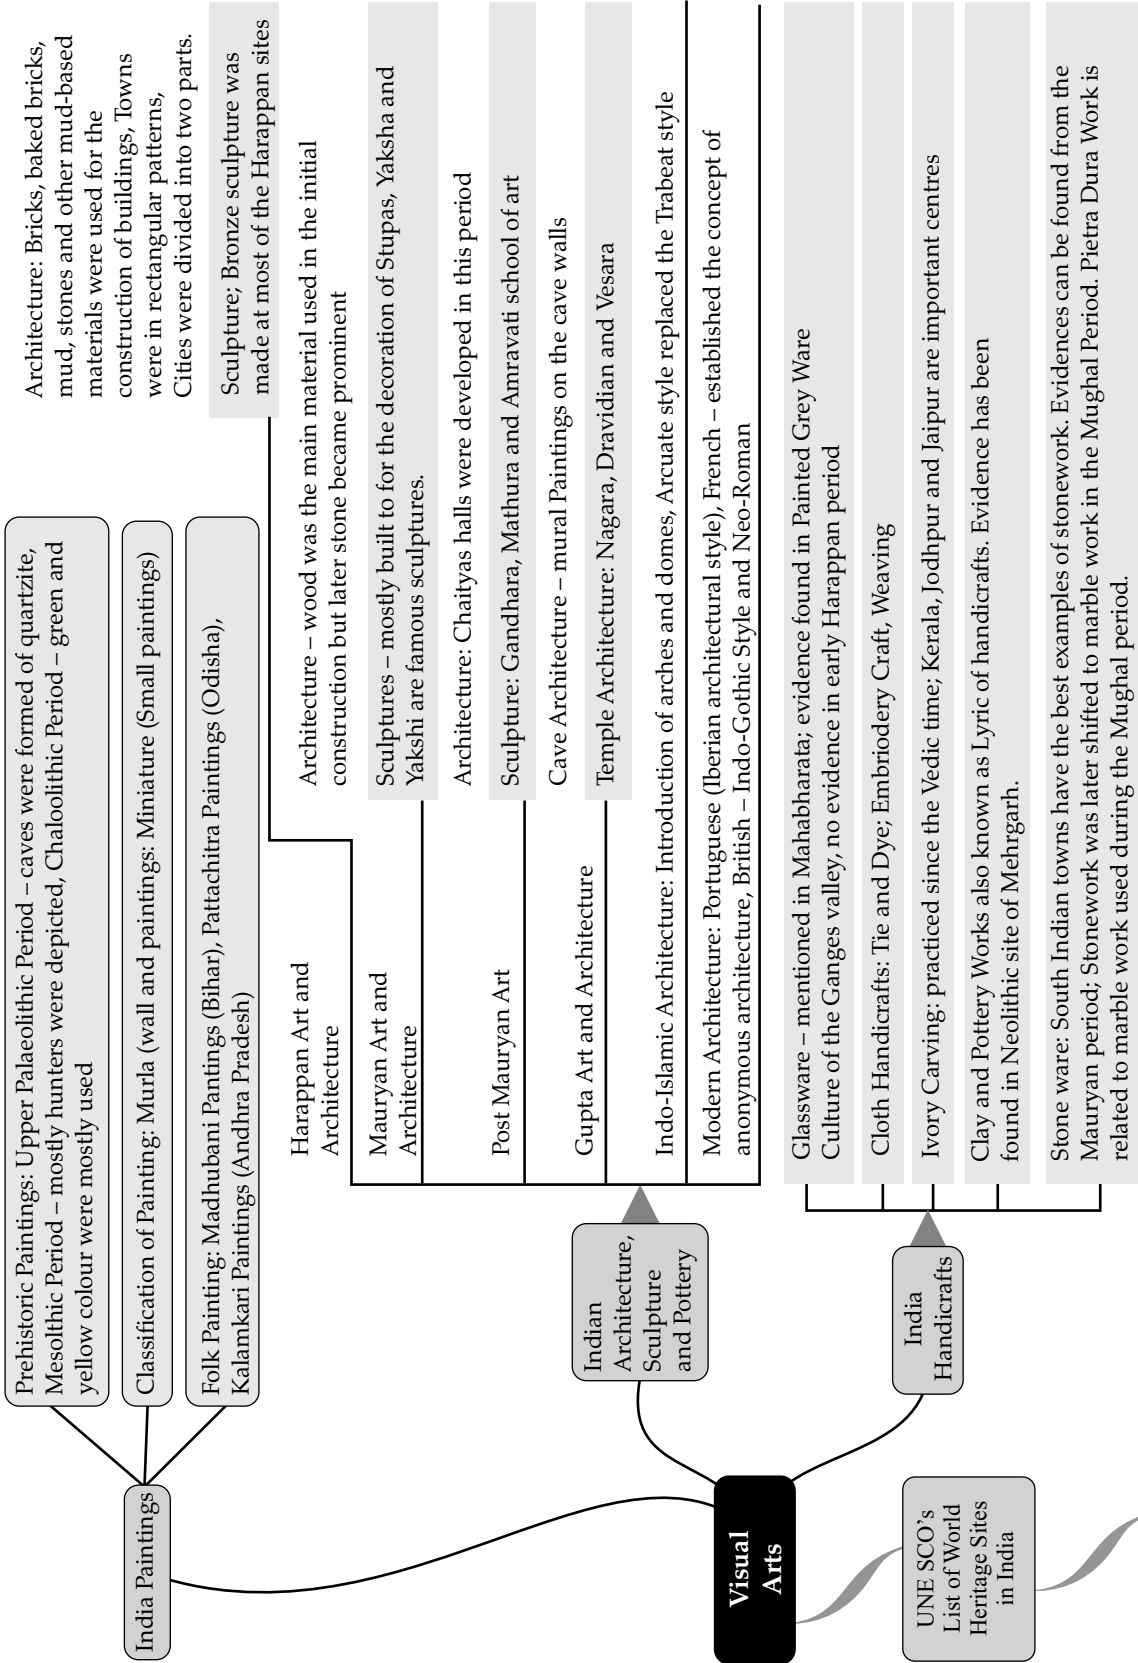 India Paintings
Prehistoric Paintings: Upper Palaeolithic Period – caves were formed of quartzite,
Mesolthic Period – mostly hunters were depicted, Chaloolithic Period – green and
yellow colour were mostly used
Classification of Painting: Murla (wall and paintings: Miniature (Small paintings)
Folk Painting: Madhubani Pantings (Bihar), Pattachitra Paintings (Odisha),
Kalamkari Paintings (Andhra Pradesh)
Visual
Arts
Indian
Architecture,
Sculpture
and Pottery
Harappan Art and
Architecture
Architecture: Bricks, baked bricks,
mud, stones and other mud-based
materials were used for the
construction of buildings, Towns
were in rectangular patterns,
Cities were divided into two parts.
Sculpture; Bronze sculpture was
made at most of the Harappan sites
Mauryan Art and
Architecture
Architecture – wood was the main material used in the initial
construction but later stone became prominent
Sculptures – mostly built to for the decoration of Stupas, Yaksha and
Yakshi are famous sculptures.
Post Mauryan Art
Architecture: Chaityas halls were developed in this period
Sculpture: Gandhara, Mathura and Amravati school of art
Gupta Art and Architecture
Cave Architecture – mural Paintings on the cave walls
Temple Architecture: Nagara, Dravidian and Vesara
Indo-Islamic Architecture: Introduction of arches and domes, Arcuate style replaced the Trabeat style
Modern Architecture: Portuguese (Iberian architectural style), French – established the concept of
anonymous architecture, British – Indo-Gothic Style and Neo-Roman
India
Handicrafts
Glassware – mentioned in Mahabharata; evidence found in Painted Grey Ware
Culture of the Ganges valley, no evidence in early Harappan period
Cloth Handicrafts: Tie and Dye; Embriodery Craft, Weaving
Ivory Carving: practiced since the Vedic time; Kerala, Jodhpur and Jaipur are important centres
Clay and Pottery Works also known as Lyric of handicrafts. Evidence has been
found in Neolithic site of Mehrgarh.
Stone ware: South Indian towns have the best examples of stonework. Evidences can be found from the
Mauryan period; Stonework was later shifted to marble work in the Mughal Period. Pietra Dura Work is
related to marble work used during the Mughal period.
UNE SCO's
List of World
Heritage Sites
in India